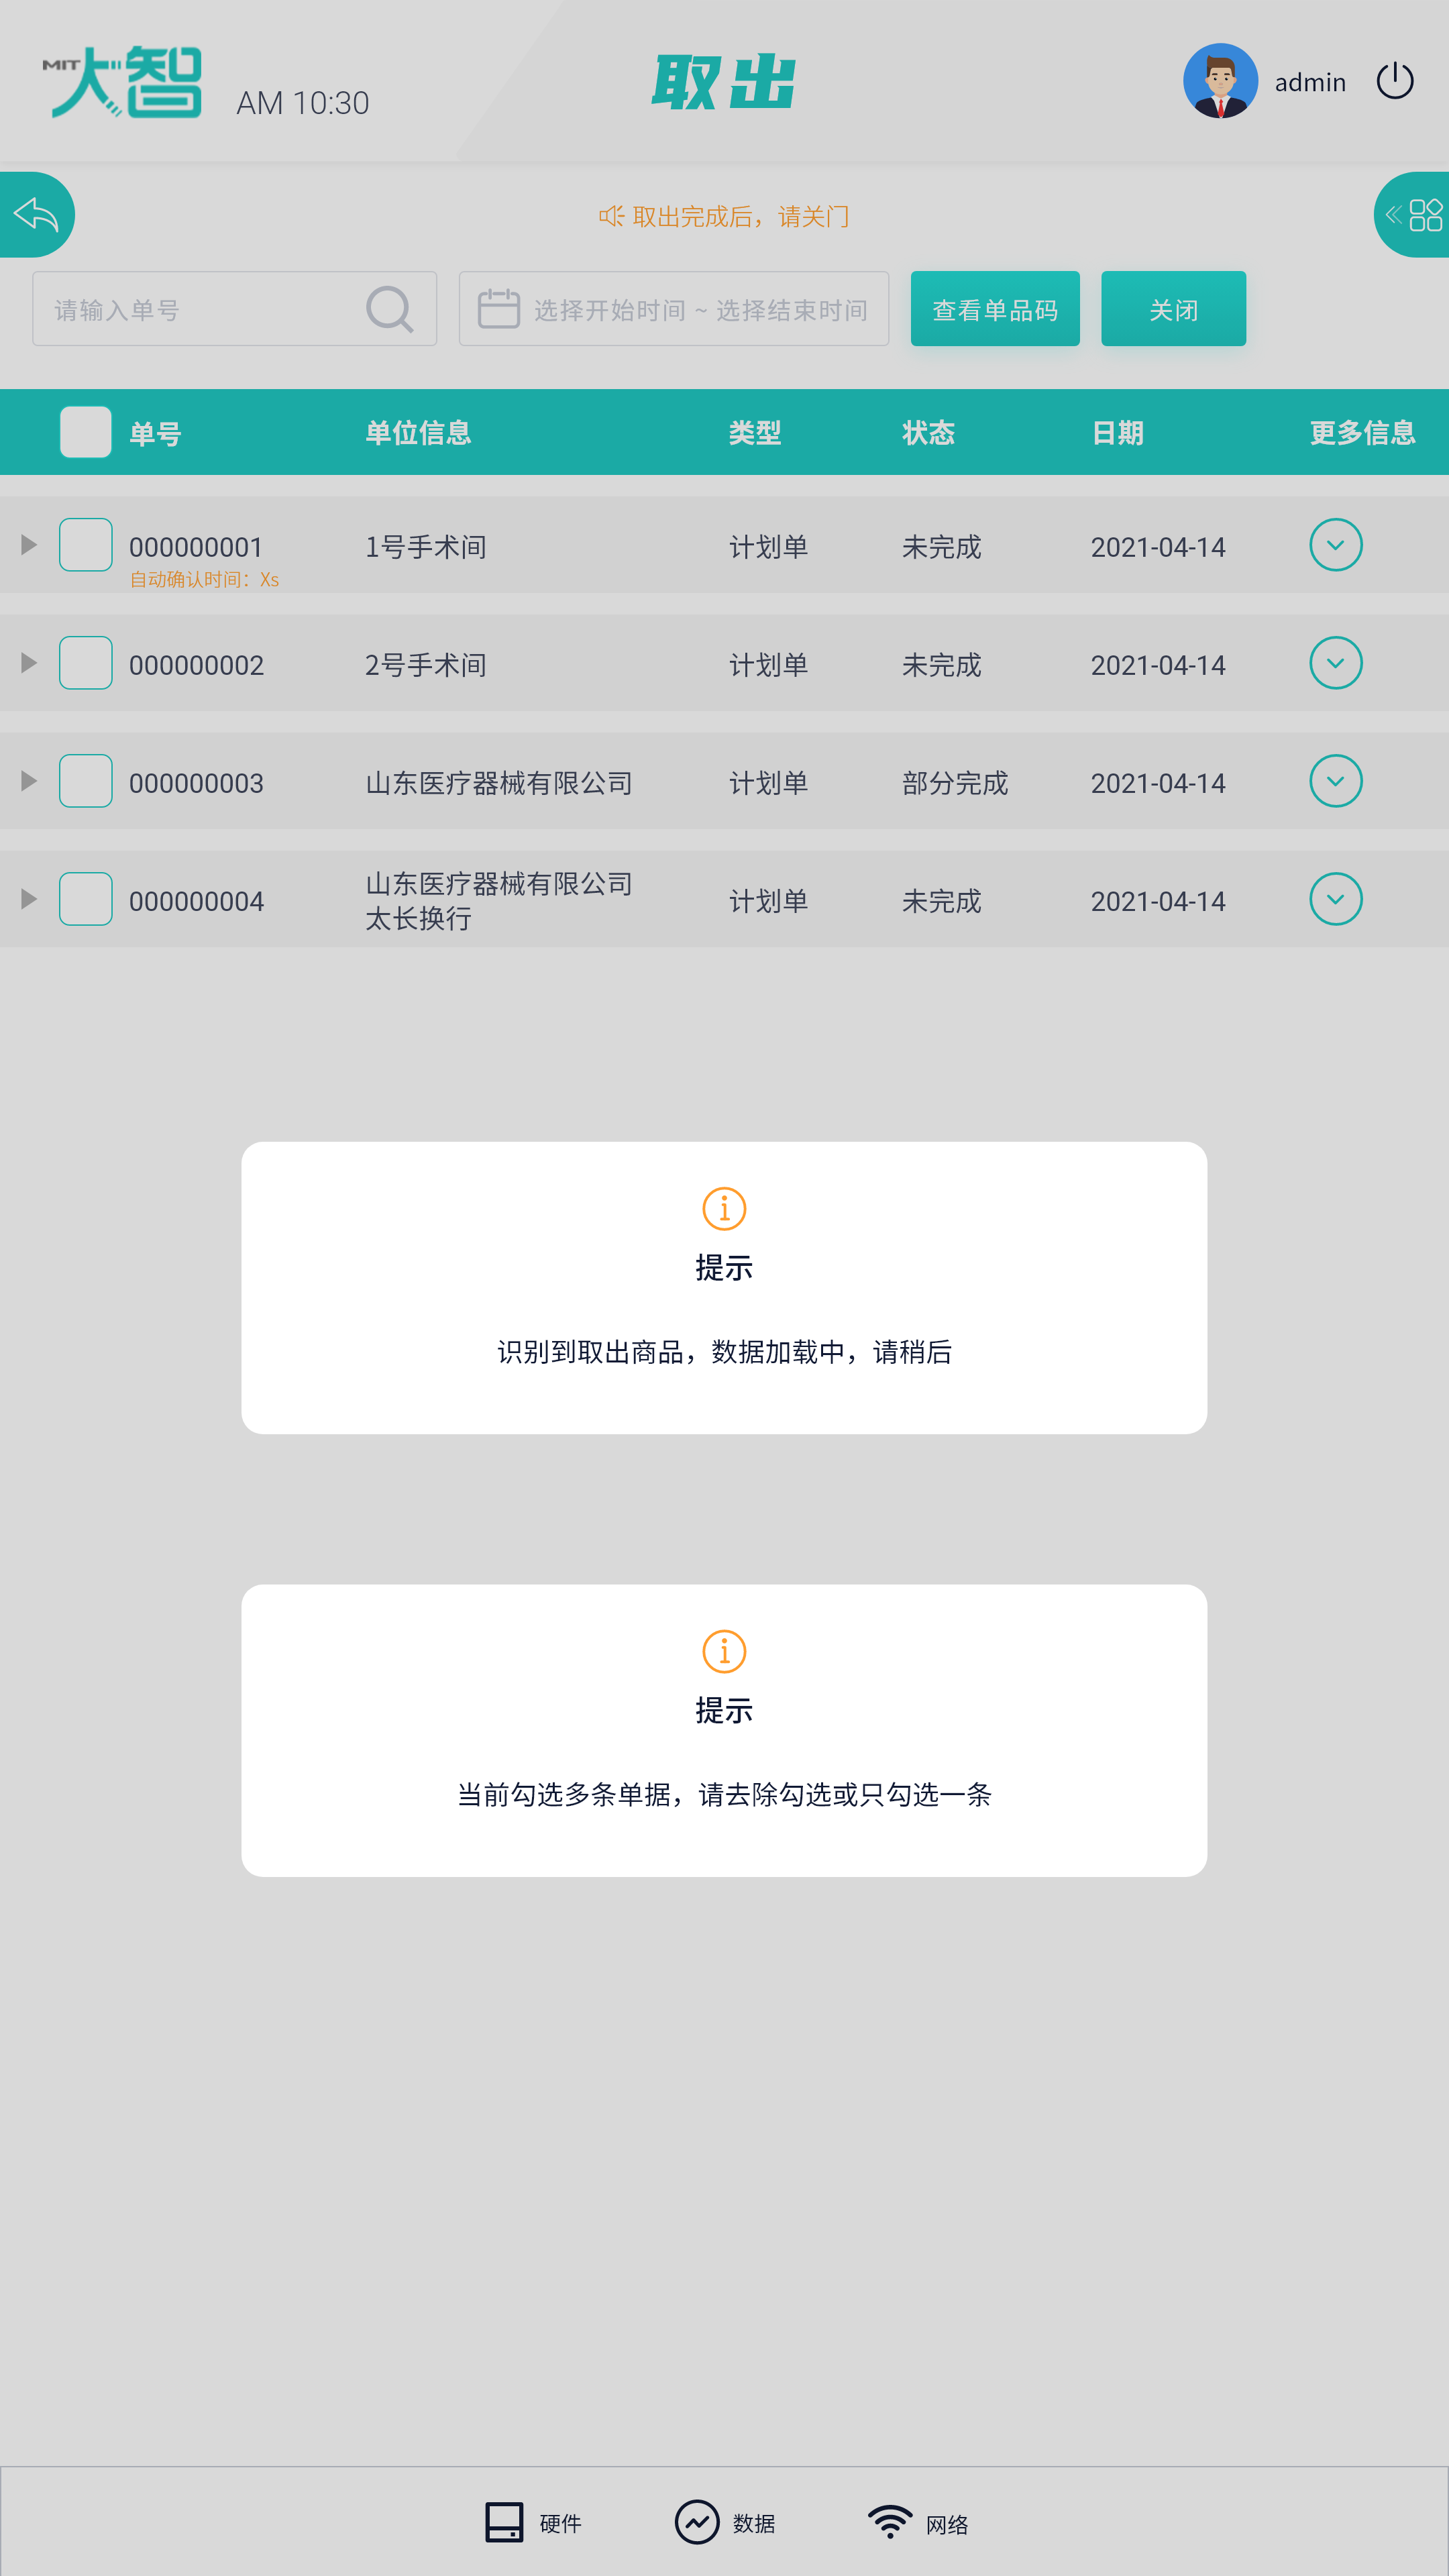 MIT大智
AM 10:30
取出
admin
取出完成后，请关门
请输入单号
选择开始时间 ~ 选择结束时间
查看单品码
关闭
单号 单位信息 类型 状态 日期 更多信息
000000001 1号手术间 计划单 未完成 2021-04-14
自动确认时间：Xs
000000002 2号手术间 计划单 未完成 2021-04-14
000000003 山东医疗器械有限公司 计划单 部分完成 2021-04-14
000000004 山东医疗器械有限公司 计划单 未完成 2021-04-14
太长换行
提示
识别到取出商品，数据加载中，请稍后
提示
当前勾选多条单据，请去除勾选或只勾选一条
硬件 数据 网络